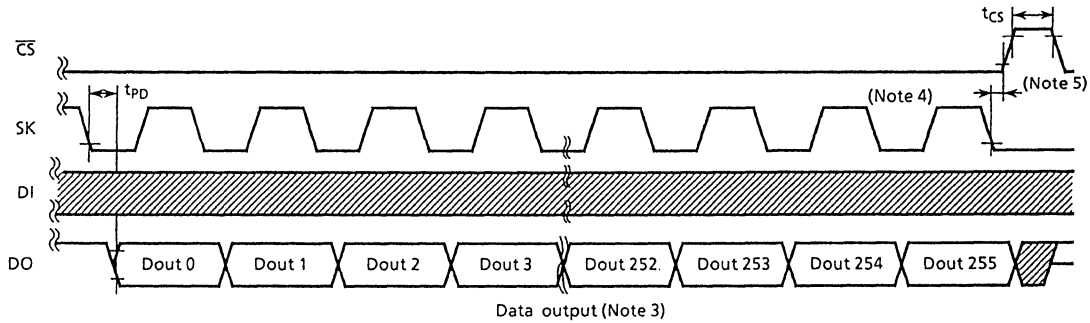 tCS
CS
(Note 5)
tPD
(Note 4)
SK
DI
DO
Dout 0
Dout 1
Dout 2
Dout 3
Dout 252.
Dout 253
Dout 254
Dout 255
Data output (Note 3)